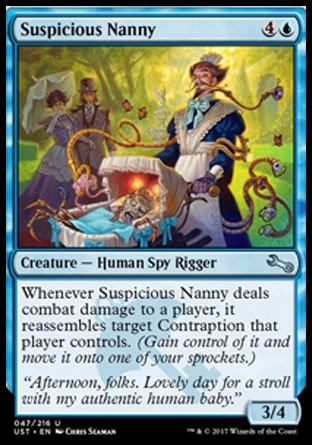 Suspicious Nanny 4
Creature — Human Spy Rigger
Whenever Suspicious Nanny deals
combat damage to a player, it
reassembles target Contraption that
player controls. (Gain control of it and
move it onto one of your sprockets.)
“Afternoon, folks. Lovely day for a stroll
with my authentic human baby.”
3/4
047/216 U
UST • EN Chris Seaman
™ & © 2017 Wizards of the Coast